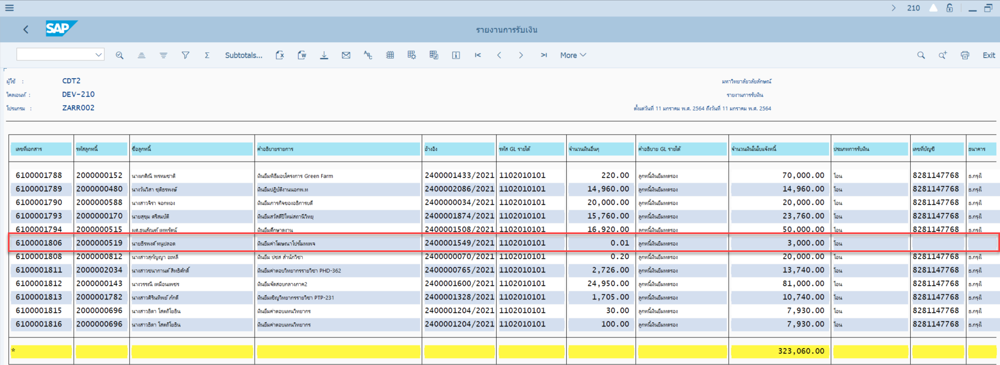 210
SAP
รายงานการรับเงิน
Subtotals...
More
Exit
ผู้ใช้ : CDT2
มหาวิทยาลัยวลัยลักษณ์
ไคลเอนท์ : DEV-210
รายงานการรับเงิน
โปรแกรม : ZARR002
ตั้งแต่วันที่ 11 มกราคม พ.ศ. 2564 ถึงวันที่ 11 มกราคม พ.ศ. 2564
เลขที่เอกสาร รหัสลูกหนี้ ชื่อลูกหนี้ คำอธิบายรายการ อ้างอิง รหัส GL รายได้ จำนวนเงินอื่นๆ คำอธิบาย GL รายได้ จำนวนเงินในใบแจ้งหนี้ ประเภทการรับเงิน เลขที่บัญชี ธนาคาร
6100001788 2000000152 นางเกศิณี พรหมชาติ เงินยืมพิธีมอบโครงการ Green Farm 2400001433/2021 1102010101 220.00 ลูกหนี้เงินยืมทดรอง 70,000.00 โอน 8281147768 ธ.กรุงไ
6100001789 2000000480 นางวันวิสา ชุติธรพงษ์ เงินยืมปฎิบัติงานนอกพ.ท 2400002086/2021 1102010101 14,960.00 ลูกหนี้เงินยืมทดรอง 14,960.00 โอน 8281147768 ธ.กรุงไ
6100001790 2000000588 นางสาวจิรา จอกทอง เงินยืมภารกิจของอธิการบดี 2400000034/2021 1102010101 20,000.00 ลูกหนี้เงินยืมทดรอง 20,000.00 โอน 8281147768 ธ.กรุงไ
6100001793 2000000170 นายสุขุม ศรีสมบัติ เงินยืมสวัสดีปีใหม่สถานีวิทยุ 2400001874/2021 1102010101 15,760.00 ลูกหนี้เงินยืมทดรอง 23,760.00 โอน 8281147768 ธ.กรุงไ
6100001794 2000000515 ผศ.ธนสัณฑ์ เทพรัตน์ เงินยืมศึกษาดูงาน 2400001508/2021 1102010101 16,920.00 ลูกหนี้เงินยืมทดรอง 50,000.00 โอน 8281147768 ธ.กรุงไ
6100001806 2000000519 นายธีรพงศ์ หนูปลอด เงินยืมค่าโฆษณาโปรโมทเพจ 2400001549/2021 1102010101 0.01 ลูกหนี้เงินยืมทดรอง 3,000.00 โอน
6100001808 2000000812 นางสาวสุกัญญา อะหลี เงินยืม ปชส สำนักวิชา 2400000070/2021 1102010101 0.20 ลูกหนี้เงินยืมทดรอง 20,000.00 โอน 8281147768 ธ.กรุงไ
6100001811 2000002034 นางสาวชนากานต์ สิทธิศักดิ์ เงินยืมค่าตอบวิทยากรรายวิชา PHD-362 2400000765/2021 1102010101 2,726.00 ลูกหนี้เงินยืมทดรอง 13,740.00 โอน 8281147768 ธ.กรุงไ
6100001812 2000000143 นางวรรณี เหมือนเพชร เงินยืมจัดสอบกลางภาค2 2400001600/2021 1102010101 24,950.00 ลูกหนี้เงินยืมทดรอง 81,000.00 โอน 8281147768 ธ.กรุงไ
6100001813 2000001782 นางสาวศิรินทิพย์ ภักดี เงินยืมเชิญวิทยากรรายวิชา PTP-231 2400001328/2021 1102010101 1,705.00 ลูกหนี้เงินยืมทดรอง 10,740.00 โอน 8281147768 ธ.กรุงไ
6100001815 2000000696 นางสาวธิดา โสตถิโยธิน เงินยืมค่าตอบแทนวิทยากร 2400001204/2021 1102010101 30.00 ลูกหนี้เงินยืมทดรอง 7,930.00 โอน 8281147768 ธ.กรุงไ
6100001816 2000000696 นางสาวธิดา โสตถิโยธิน เงินยืมค่าตอบแทนวิทยากร 2400001204/2021 1102010101 100.00 ลูกหนี้เงินยืมทดรอง 7,930.00 โอน 8281147768 ธ.กรุงไ
* 323,060.00